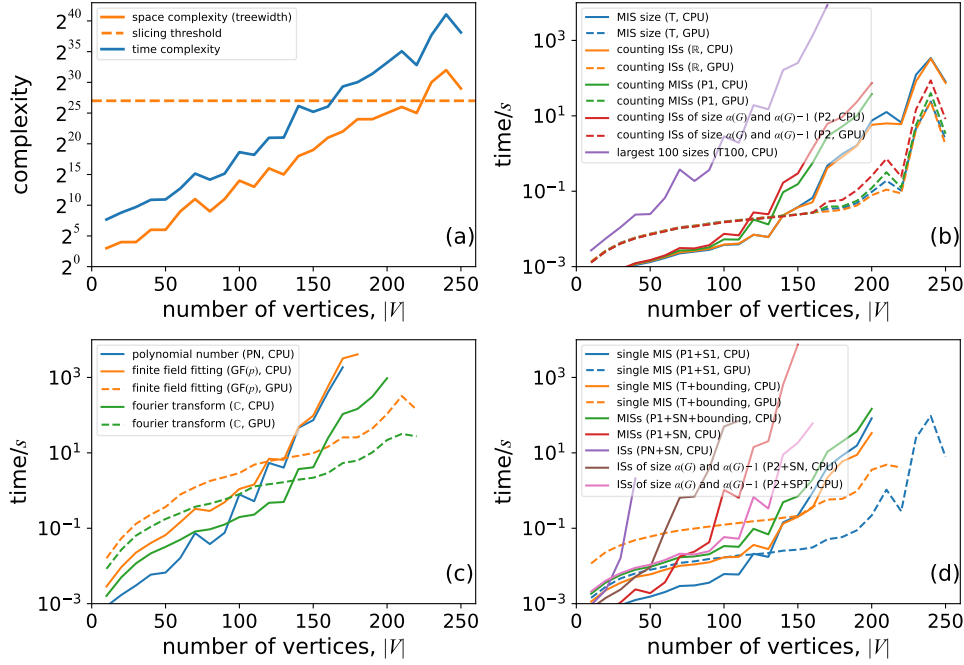 complexity
2^40
2^35
2^30
2^25
2^20
2^15
2^10
2^5
2^0
space complexity (treewidth)
slicing threshold
time complexity
(a)
0 50 100 150 200 250
number of vertices, |V|
time/s
10^3
10^1
10^−1
10^−3
MIS size (T, CPU)
MIS size (T, GPU)
counting ISs (ℝ, CPU)
counting ISs (ℝ, GPU)
counting MISs (P1, CPU)
counting MISs (P1, GPU)
counting ISs of size α(G) and α(G)−1 (P2, CPU)
counting ISs of size α(G) and α(G)−1 (P2, GPU)
largest 100 sizes (T100, CPU)
(b)
0 50 100 150 200 250
number of vertices, |V|
time/s
10^3
10^1
10^−1
10^−3
polynomial number (PN, CPU)
finite field fitting (GF(p), CPU)
finite field fitting (GF(p), GPU)
fourier transform (ℂ, CPU)
fourier transform (ℂ, GPU)
(c)
0 50 100 150 200 250
number of vertices, |V|
time/s
10^3
10^1
10^−1
10^−3
single MIS (P1+S1, CPU)
single MIS (P1+S1, GPU)
single MIS (T+bounding, CPU)
single MIS (T+bounding, GPU)
MISs (P1+SN+bounding, CPU)
MISs (P1+SN, CPU)
ISs (PN+SN, CPU)
ISs of size α(G) and α(G)−1 (P2+SN, CPU)
ISs of size α(G) and α(G)−1 (P2+SPT, CPU)
(d)
0 50 100 150 200 250
number of vertices, |V|